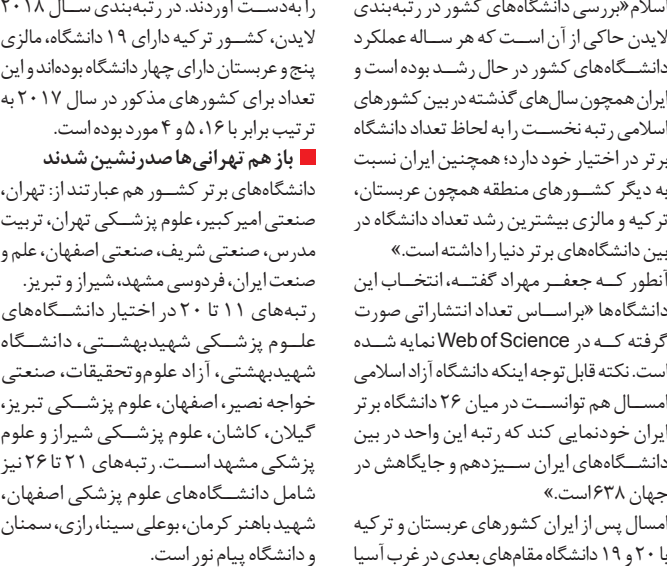 اسلام «بررسی دانشگاه‌های کشور در رتبه‌بندی
لایدن حاکی از آن است که هر ساله عملکرد
دانشگاه‌های کشور در حال رشد بوده است و
ایران همچون سال‌های گذشته در بین کشورهای
اسلامی رتبه نخست را به لحاظ تعداد دانشگاه
برتر در اختیار خود دارد؛ همچنین ایران نسبت
به دیگر کشورهای منطقه همچون عربستان،
ترکیه و مالزی بیشترین رشد تعداد دانشگاه در
بین دانشگاه‌های برتر دنیا را داشته است.»
آنطور که جعفر مهراد گفته، انتخاب این
دانشگاه‌ها «براساس تعداد انتشاراتی صورت
گرفته که در Web of Science نمایه شده
است. نکته قابل‌توجه اینکه دانشگاه آزاد اسلامی
امسال هم توانست در میان ۲۶ دانشگاه برتر
ایران خودنمایی کند که رتبه این واحد در بین
دانشگاه‌های ایران سیزدهم و جایگاهش در
جهان ۶۳۸ است.»
امسال پس از ایران کشورهای عربستان و ترکیه
با ۲۰ و ۱۹ دانشگاه مقام‌های بعدی در غرب آسیا
را به‌دست آوردند. در رتبه‌بندی سال ۲۰۱۸
لایدن، کشور ترکیه دارای ۱۹ دانشگاه، مالزی
پنج و عربستان دارای چهار دانشگاه بوده‌اند و این
تعداد برای کشورهای مذکور در سال ۲۰۱۷ به
ترتیب برابر با ۱۶، ۵ و ۴ مورد بوده است.
باز هم تهرانی‌ها صدرنشین شدند
دانشگاه‌های برتر کشور هم عبارتند از: تهران،
صنعتی امیرکبیر، علوم پزشکی تهران، تربیت
مدرس، صنعتی شریف، صنعتی اصفهان، علم و
صنعت ایران، فردوسی مشهد، شیراز و تبریز.
رتبه‌های ۱۱ تا ۲۰ در اختیار دانشگاه‌های
علوم پزشکی شهیدبهشتی، دانشگاه
شهیدبهشتی، آزاد علوم‌وتحقیقات، صنعتی
خواجه نصیر، اصفهان، علوم پزشکی تبریز،
گیلان، کاشان، علوم پزشکی شیراز و علوم
پزشکی مشهد است. رتبه‌های ۲۱ تا ۲۶ نیز
شامل دانشگاه‌های علوم پزشکی اصفهان،
شهید باهنر کرمان، بوعلی سینا، رازی، سمنان
و دانشگاه پیام نور است.